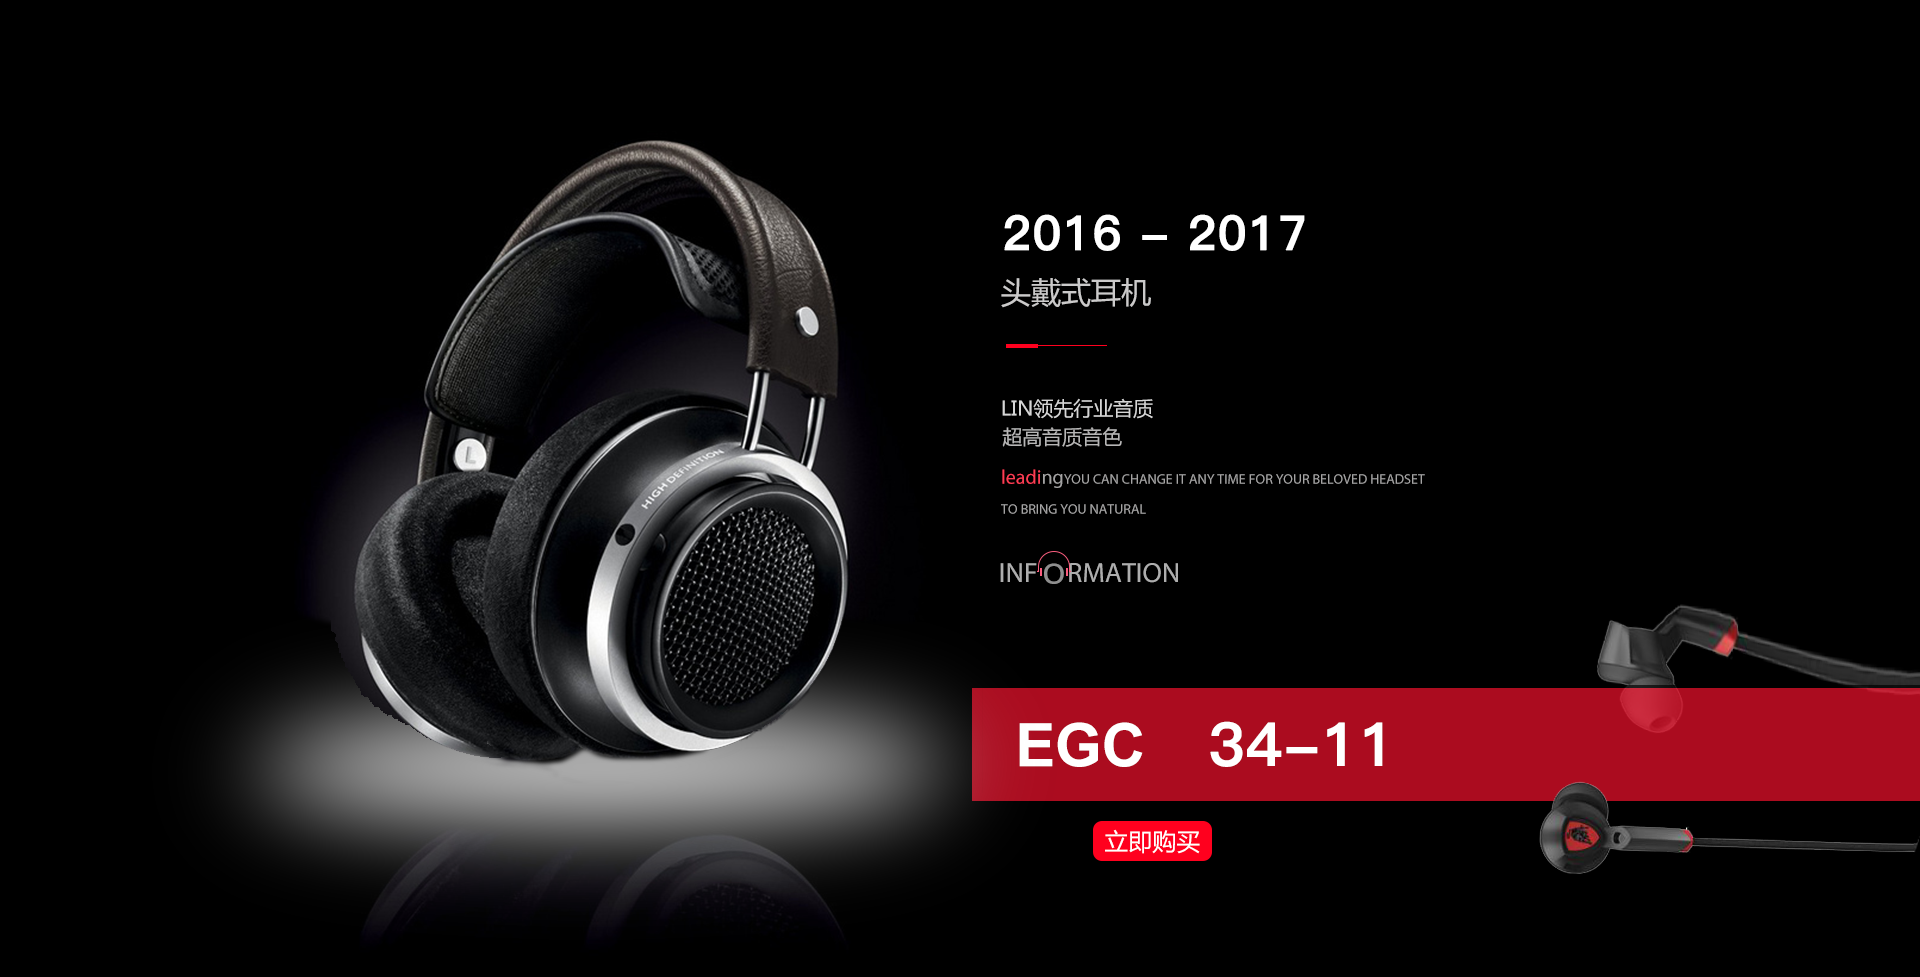 2016 - 2017
头戴式耳机
LIN领先行业音质
超高音质音色
leadingYOU CAN CHANGE IT ANY TIME FOR YOUR BELOVED HEADSET
TO BRING YOU NATURAL
INFORMATION
EGC 34-11
立即购买
HIGH DEFINITION
L